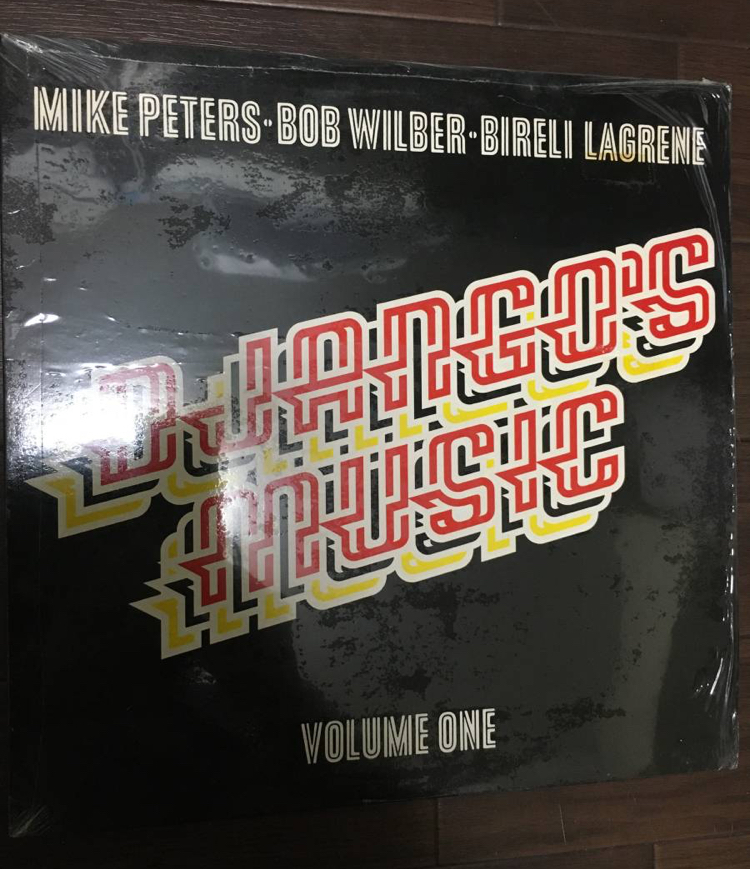 MIKE PETERS·BOB WILBER·BIRELI LAGRENE
DJANGO'S
MUSIC
VOLUME ONE